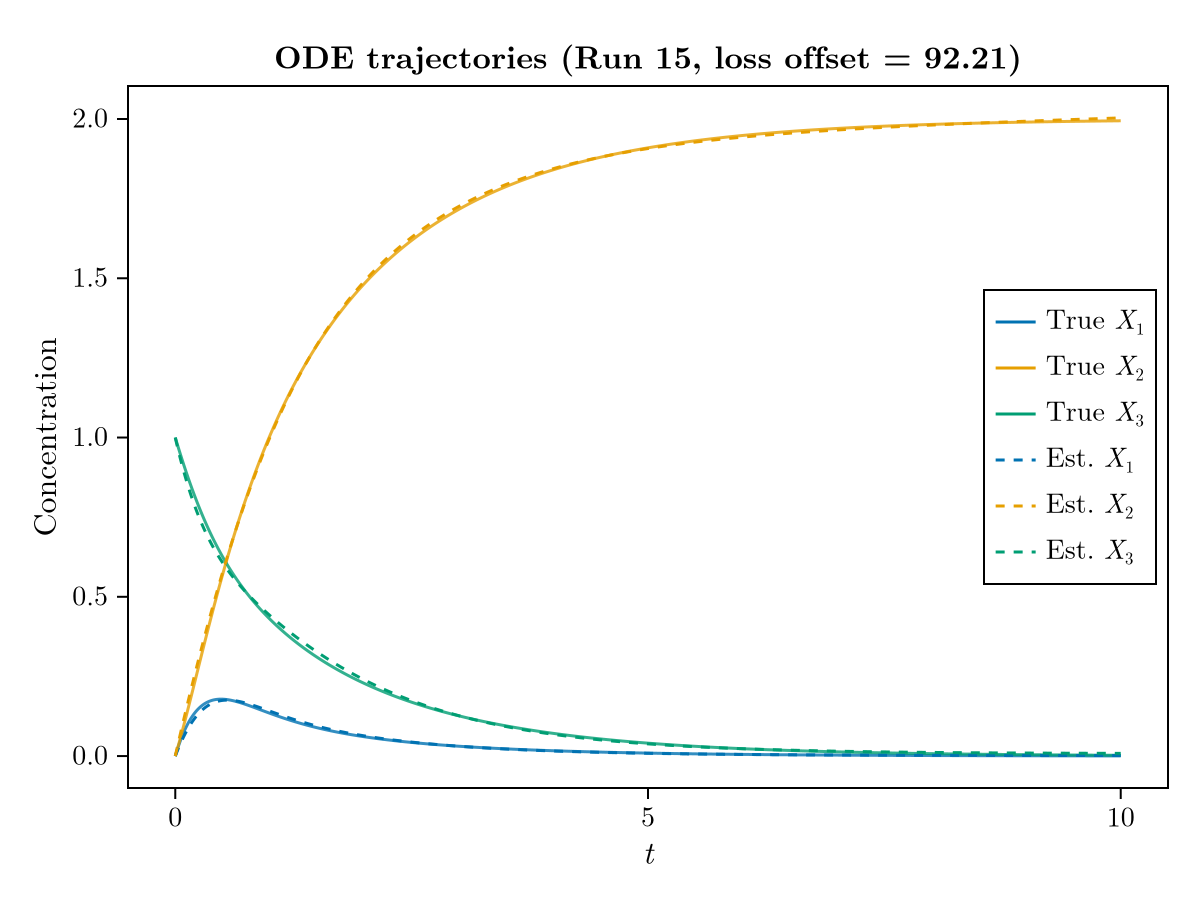 ODE trajectories (Run 15, loss offset = 92.21)
2.0
1.5
1.0
0.5
0.0
Concentration
0
5
10
t
True X₁
True X₂
True X₃
Est. X₁
Est. X₂
Est. X₃